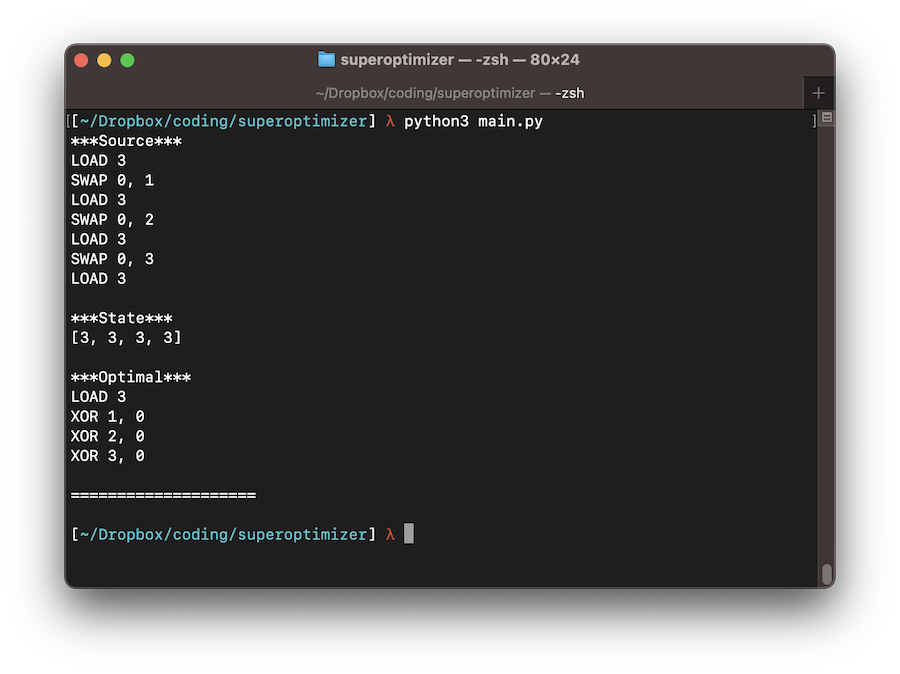 superoptimizer — -zsh — 80×24
~/Dropbox/coding/superoptimizer — -zsh +
[[~/Dropbox/coding/superoptimizer] λ python3 main.py ]
***Source***
LOAD 3
SWAP 0, 1
LOAD 3
SWAP 0, 2
LOAD 3
SWAP 0, 3
LOAD 3
***State***
[3, 3, 3, 3]
***Optimal***
LOAD 3
XOR 1, 0
XOR 2, 0
XOR 3, 0
====================
[~/Dropbox/coding/superoptimizer] λ